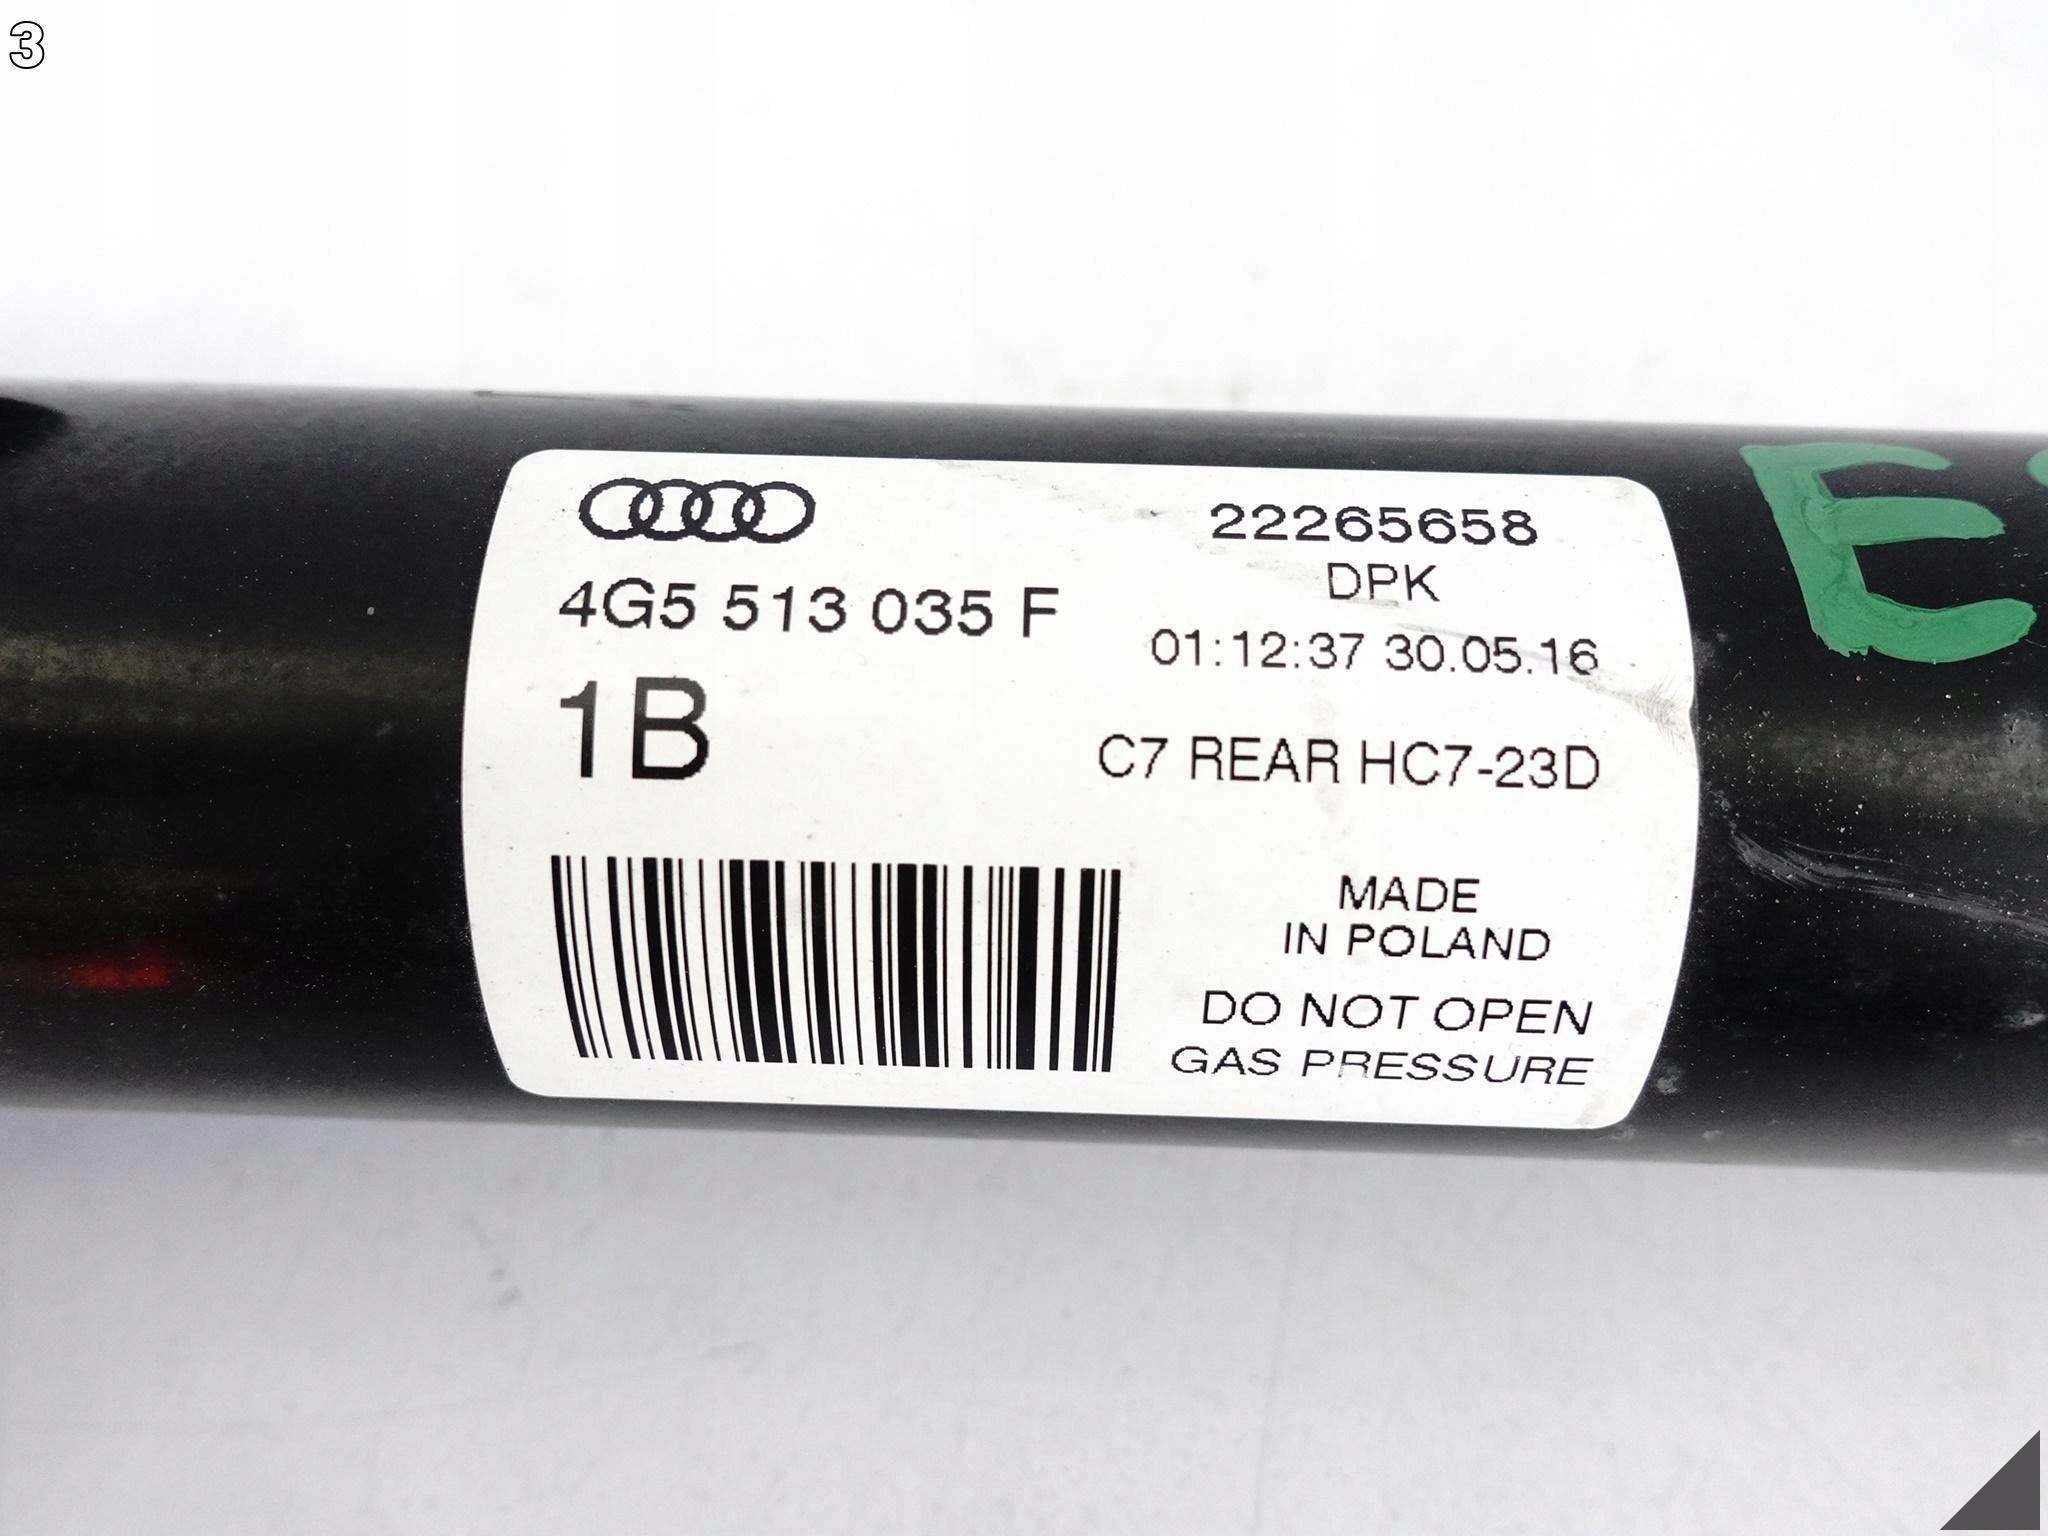 3
4G5 513 035 F
1B
22265658
DPK
01:12:37 30.05.16
C7 REAR HC7-23D
MADE
IN POLAND
DO NOT OPEN
GAS PRESSURE
E